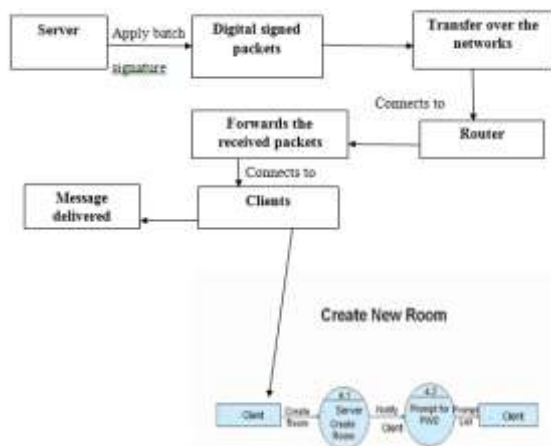 Server
Apply batch
signature
Digital signed
packets
Transfer over the
networks
Connects to
Router
Forwards the
received packets
Connects to
Clients
Message
delivered
Create New Room
Client
Create
Room
4.1
Server
Create
Room
Notify
Client
4.2
Prompt for
PWD
Prompt
Client